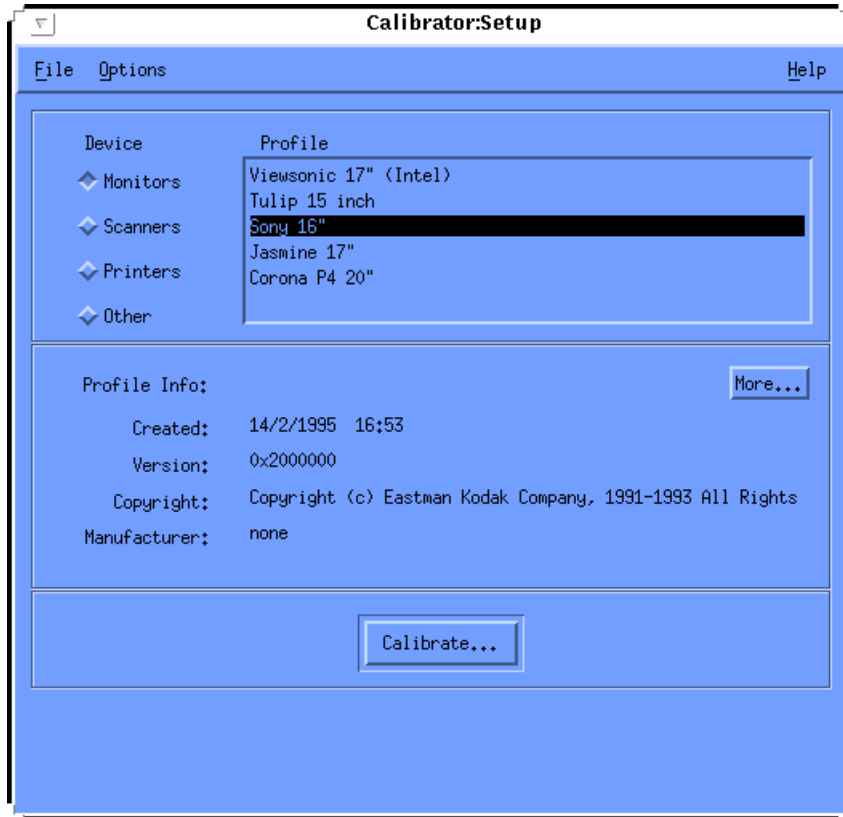 Calibrator:Setup
File Options Help
Device Profile
Monitors
Scanners
Printers
Other
Viewsonic 17" (Intel)
Tulip 15 inch
Sony 16"
Jasmine 17"
Corona P4 20"
Profile Info: More...
Created: 14/2/1995 16:53
Version: 0x2000000
Copyright: Copyright (c) Eastman Kodak Company, 1991-1993 All Rights
Manufacturer: none
Calibrate...